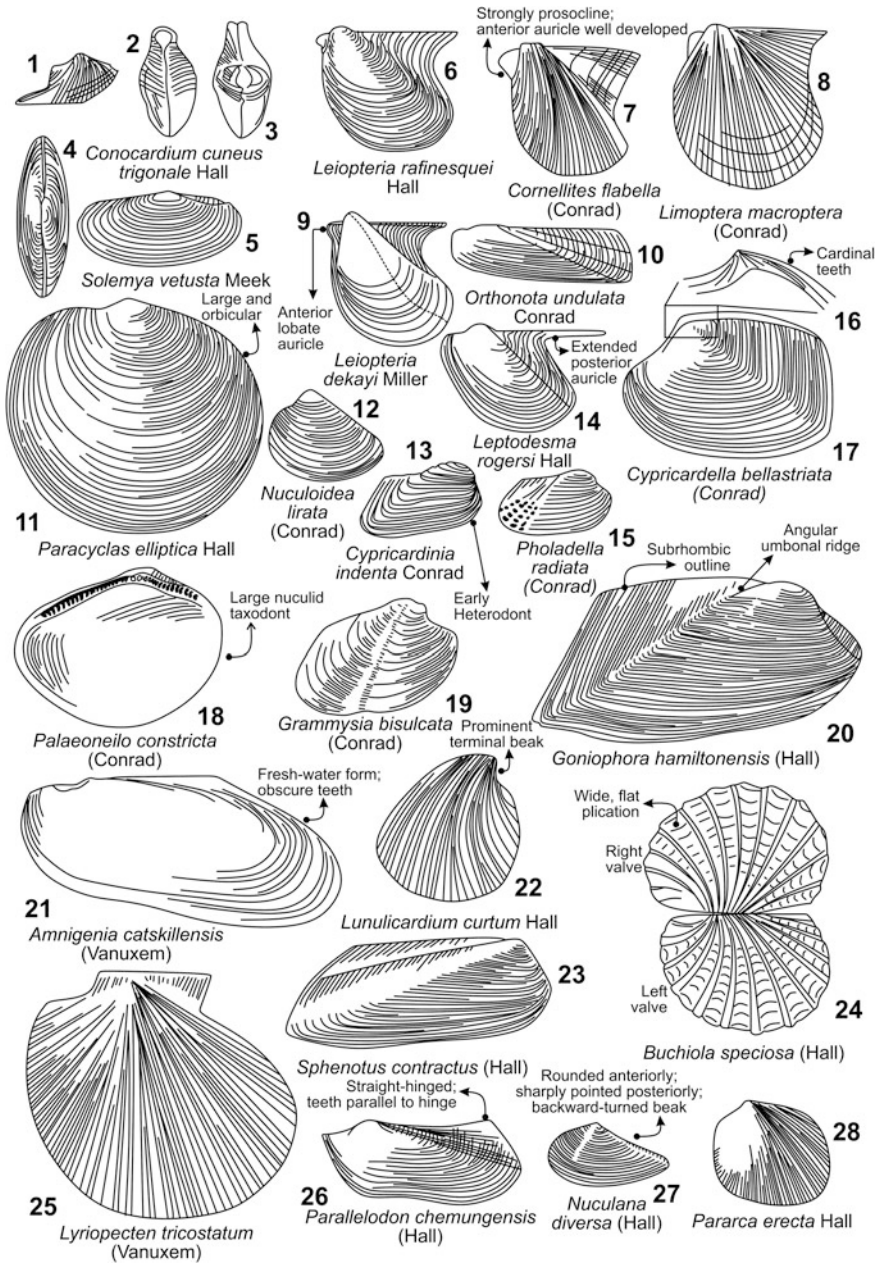 1
2
3
Conocardium cuneus
trigonale Hall
4
5
Solemya vetusta Meek
6
Leiopteria rafinesquei
Hall
Strongly prosocline;
anterior auricle well developed
7
Cornellites flabella
(Conrad)
8
Limoptera macroptera
(Conrad)
9
Anterior
lobate
auricle
Leiopteria
dekayi Miller
10
Orthonota undulata
Conrad
Cardinal
teeth
16
Large and
orbicular
11
Paracyclas elliptica Hall
12
Nuculoidea
lirata
(Conrad)
13
Cypricardinia
indenta Conrad
Early
Heterodont
Extended
posterior
auricle
14
Leptodesma
rogersi Hall
15
Pholadella
radiata
(Conrad)
17
Cypricardella bellastriata
(Conrad)
Large nuculid
taxodont
18
Palaeoneilo constricta
(Conrad)
19
Grammysia bisulcata
(Conrad)
Subrhombic
outline
Angular
umbonal ridge
20
Goniophora hamiltonensis (Hall)
Fresh-water form;
obscure teeth
21
Amnigenia catskillensis
(Vanuxem)
Prominent
terminal beak
22
Lunulicardium curtum Hall
23
Sphenotus contractus (Hall)
Wide, flat
plication
Right
valve
Left
valve
24
Buchiola speciosa (Hall)
25
Lyriopecten tricostatum
(Vanuxem)
Straight-hinged;
teeth parallel to hinge
26
Parallelodon chemungensis
(Hall)
Rounded anteriorly;
sharply pointed posteriorly;
backward-turned beak
27
Nuculana
diversa (Hall)
28
Pararca erecta Hall